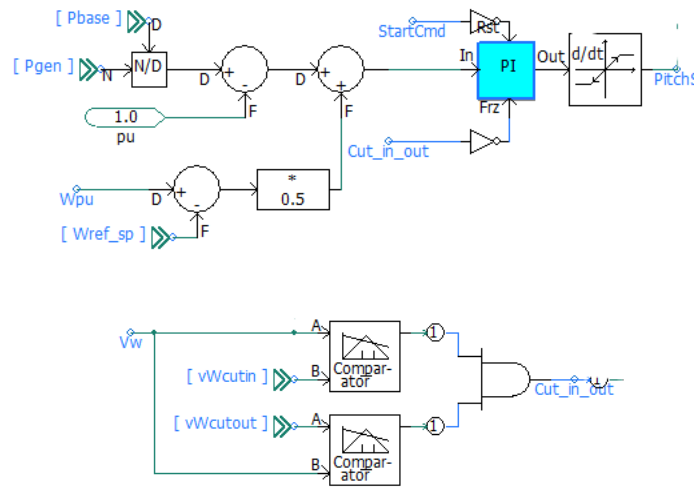 [ Pbase ]
D
StartCmd
Rst
[ Pgen ]
N
N/D
D
+
-
F
D
+
+
F
In
PI
Out
d/dt
PitchS
Frz
1.0
pu
Cut_in_out
Wpu
D
+
-
F
*
0.5
[ Wref_sp ]
Vw
A
B
Compar-
ator
1
[ vWcutin ]
[ vWcutout ]
A
B
Compar-
ator
1
Cut_in_out